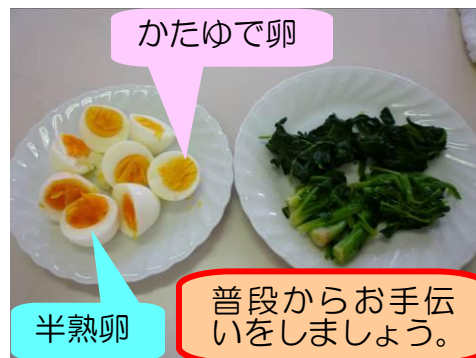 かたゆで卵
半熟卵
普段からお手伝
いをしましょう。